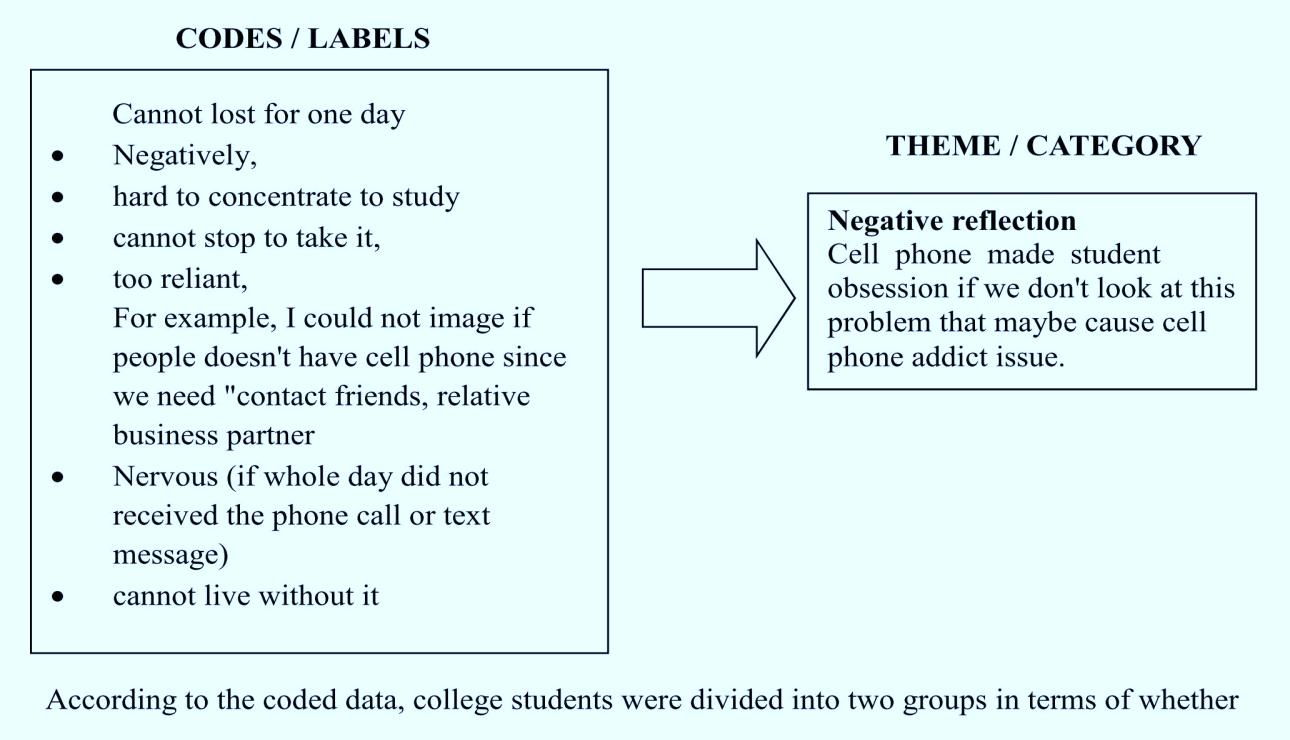 CODES / LABELS
Cannot lost for one day
• Negatively,
• hard to concentrate to study
• cannot stop to take it,
• too reliant,
For example, I could not image if
people doesn't have cell phone since
we need "contact friends, relative
business partner
• Nervous (if whole day did not
received the phone call or text
message)
• cannot live without it
THEME / CATEGORY
Negative reflection
Cell phone made student
obsession if we don't look at this
problem that maybe cause cell
phone addict issue.
According to the coded data, college students were divided into two groups in terms of whether